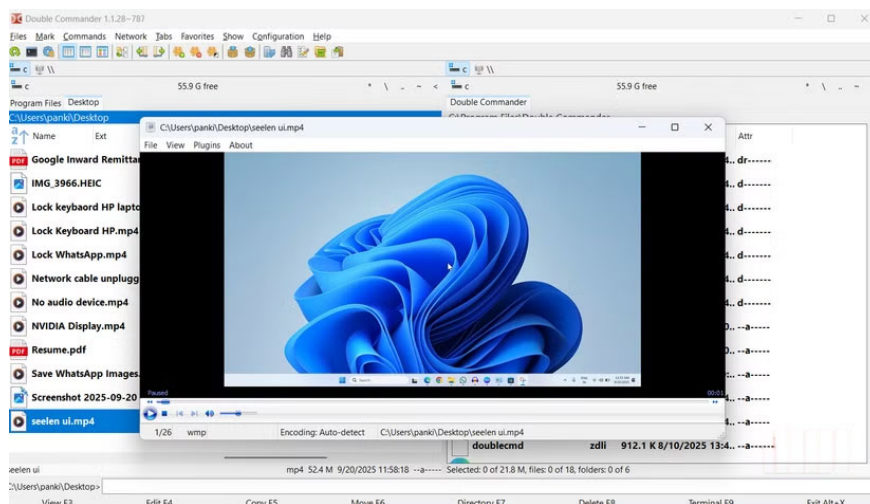 Double Commander 1.1.28~787
Files Mark Commands Network Tabs Favorites Show Configuration Help
c \\
c \\
c 55.9 G free * \ .. ~ <
c 55.9 G free * \ .. ~
Program Files Desktop
Double Commander
C:\Users\panki\Desktop
Name Ext
Attr
C:\Users\panki\Desktop\seelen ui.mp4
File View Plugins About
Google Inward Remitta
IMG_3966.HEIC
Lock keybaord HP lapto
Lock Keyboard HP.mp4
Lock WhatsApp.mp4
Network cable unplugg
No audio device.mp4
NVIDIA Display.mp4
Resume.pdf
Save WhatsApp Images.
Screenshot 2025-09-20
seelen ui.mp4
dr------
d-------
d-------
d-------
d-------
d-------
d-------
--a-----
--a-----
--a-----
--a-----
--a-----
Paused 00:01
1/26 wmp Encoding: Auto-detect C:\Users\panki\Desktop\seelen ui.mp4
doublecmd zdli 912.1 K 8/10/2025 13:4.. --a-----
seelen ui mp4 52.4 M 9/20/2025 11:58:18 --a-----
Selected: 0 of 21.8 M, files: 0 of 18, folders: 0 of 6
C:\Users\panki\Desktop>
View F3 Edit F4 Copy F5 Move F6 Directory F7 Delete F8 Terminal F9 Exit Alt+X